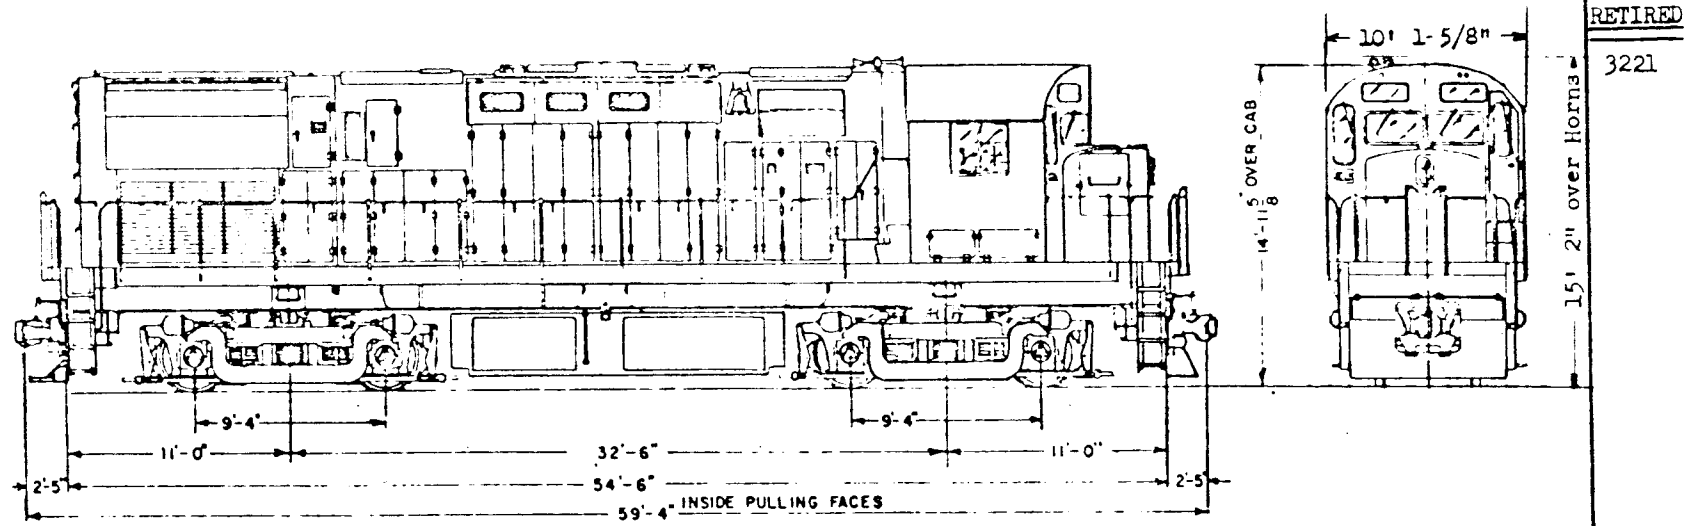 RETIRED
10' 1-5/8"
3221
14'-11 5/8" OVER CAB
15' 2" over Horns
9'-4"
9'-4"
11'-0"
32'-6"
11'-0"
2'-5"
54'-6"
2'-5"
59'-4" INSIDE PULLING FACES